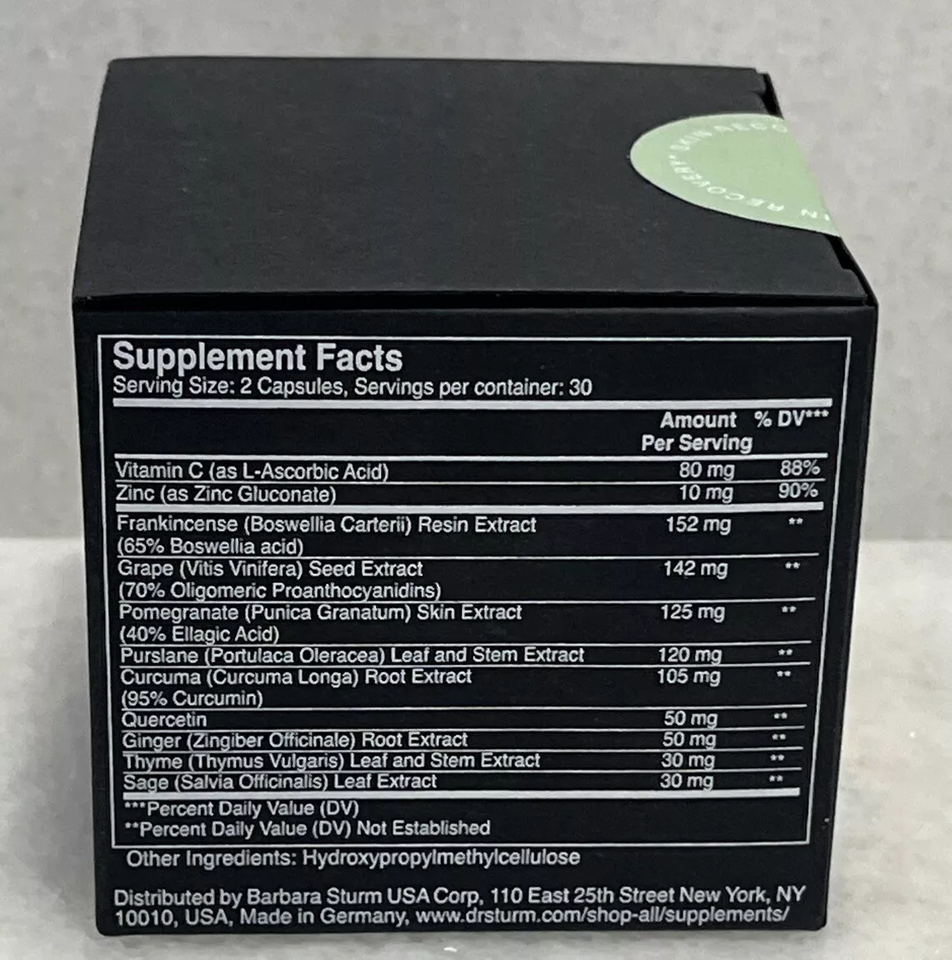 SKIN RECO
RECOVERY
IN RECOV
Supplement Facts
Serving Size: 2 Capsules, Servings per container: 30
Amount % DV***
Per Serving
Vitamin C (as L-Ascorbic Acid) 80 mg 88%
Zinc (as Zinc Gluconate) 10 mg 90%
Frankincense (Boswellia Carterii) Resin Extract 152 mg **
(65% Boswellia acid)
Grape (Vitis Vinifera) Seed Extract 142 mg **
(70% Oligomeric Proanthocyanidins)
Pomegranate (Punica Granatum) Skin Extract 125 mg **
(40% Ellagic Acid)
Purslane (Portulaca Oleracea) Leaf and Stem Extract 120 mg **
Curcuma (Curcuma Longa) Root Extract 105 mg **
(95% Curcumin)
Quercetin 50 mg **
Ginger (Zingiber Officinale) Root Extract 50 mg **
Thyme (Thymus Vulgaris) Leaf and Stem Extract 30 mg **
Sage (Salvia Officinalis) Leaf Extract 30 mg **
***Percent Daily Value (DV)
**Percent Daily Value (DV) Not Established
Other Ingredients: Hydroxypropylmethylcellulose
Distributed by Barbara Sturm USA Corp, 110 East 25th Street New York, NY
10010, USA, Made in Germany, www.drsturm.com/shop-all/supplements/